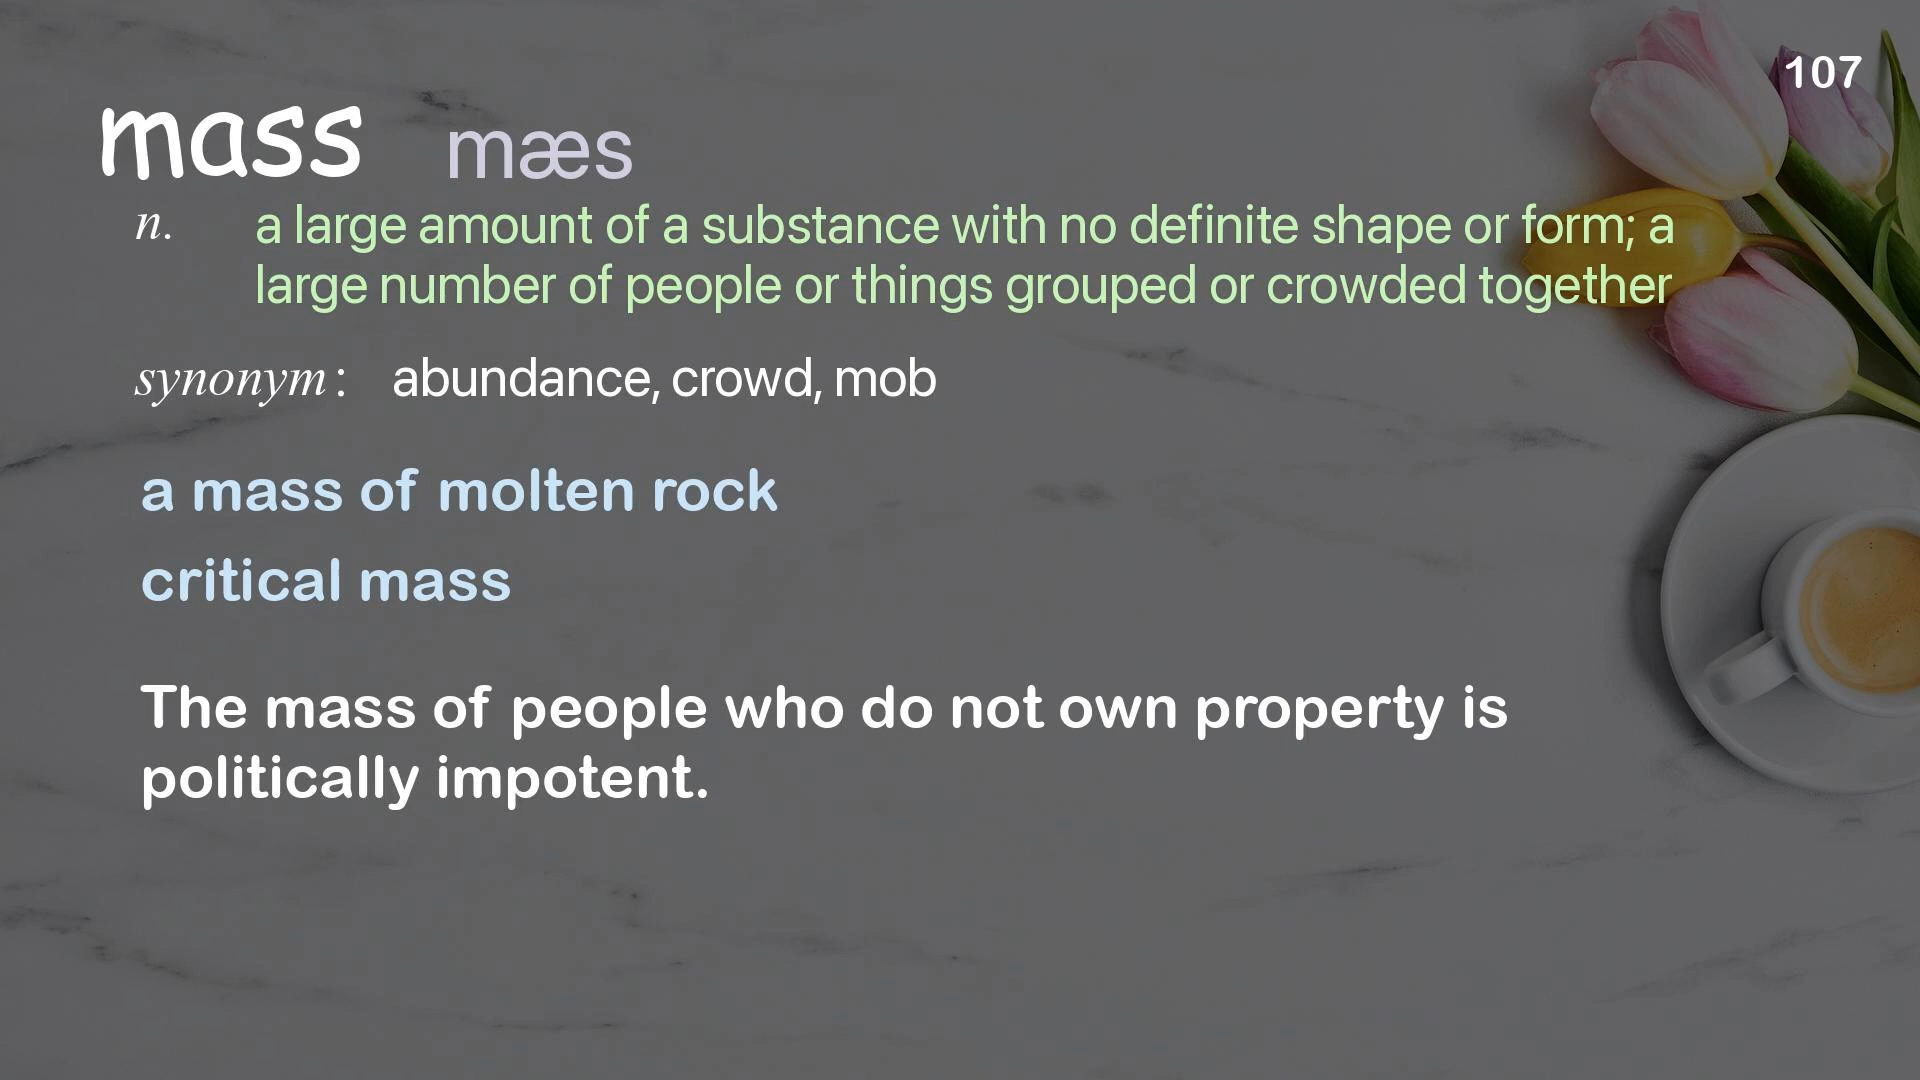 107
mass mæs
n. a large amount of a substance with no definite shape or form; a
large number of people or things grouped or crowded together
synonym: abundance, crowd, mob
a mass of molten rock
critical mass
The mass of people who do not own property is
politically impotent.